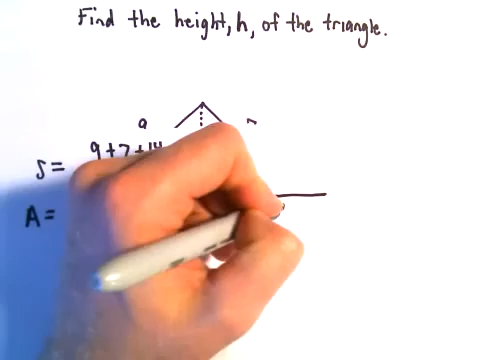 Find the height, h, of the triangle.
9
7
S = 9+7+14
A =